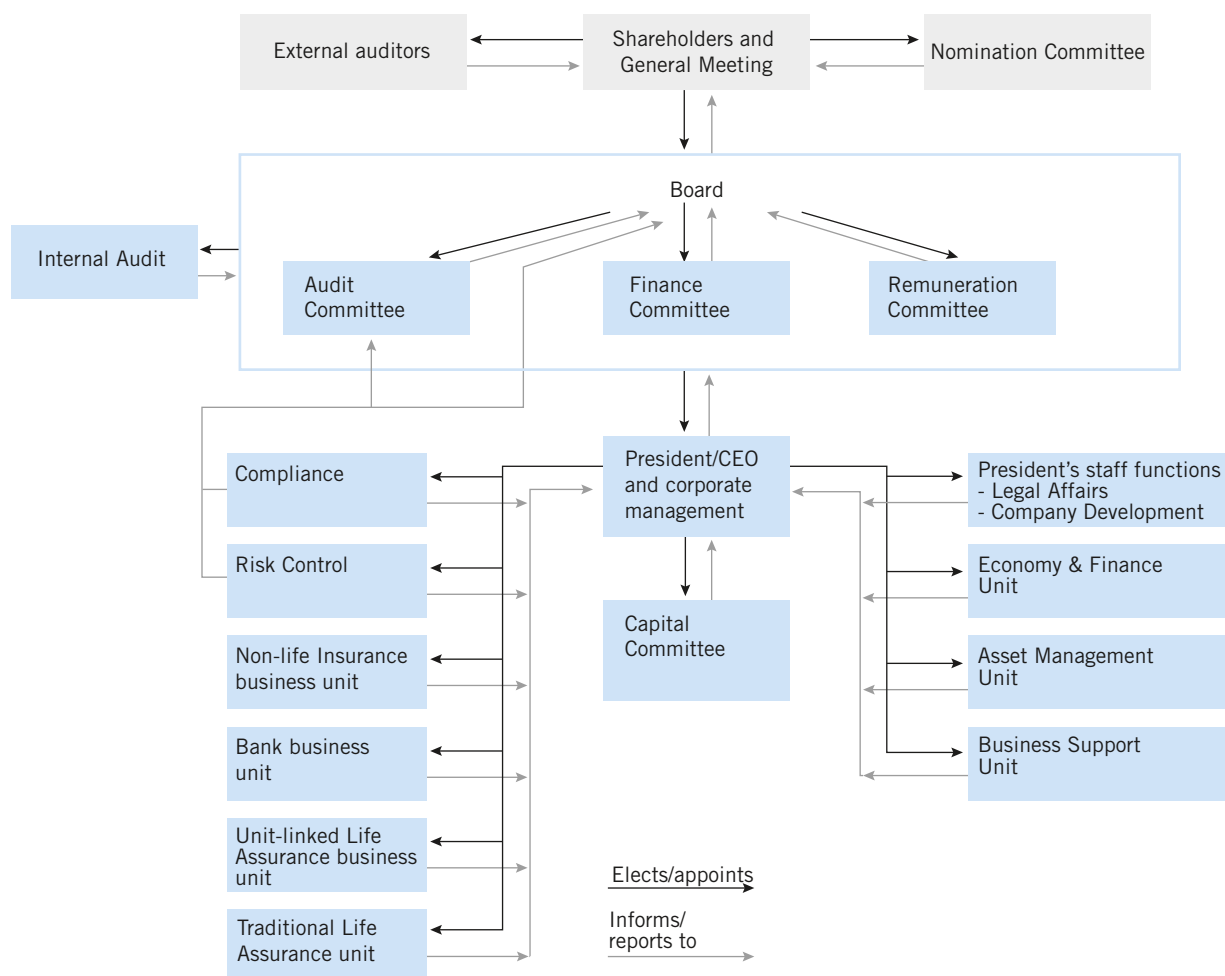 External auditors
Shareholders and
General Meeting
Nomination Committee
Board
Internal Audit
Audit
Committee
Finance
Committee
Remuneration
Committee
Compliance
President/CEO
and corporate
management
President's staff functions
- Legal Affairs
- Company Development
Risk Control
Economy & Finance
Unit
Capital
Committee
Non-life Insurance
business unit
Asset Management
Unit
Bank business
unit
Business Support
Unit
Unit-linked Life
Assurance business
unit
Elects/appoints
Informs/
reports to
Traditional Life
Assurance unit